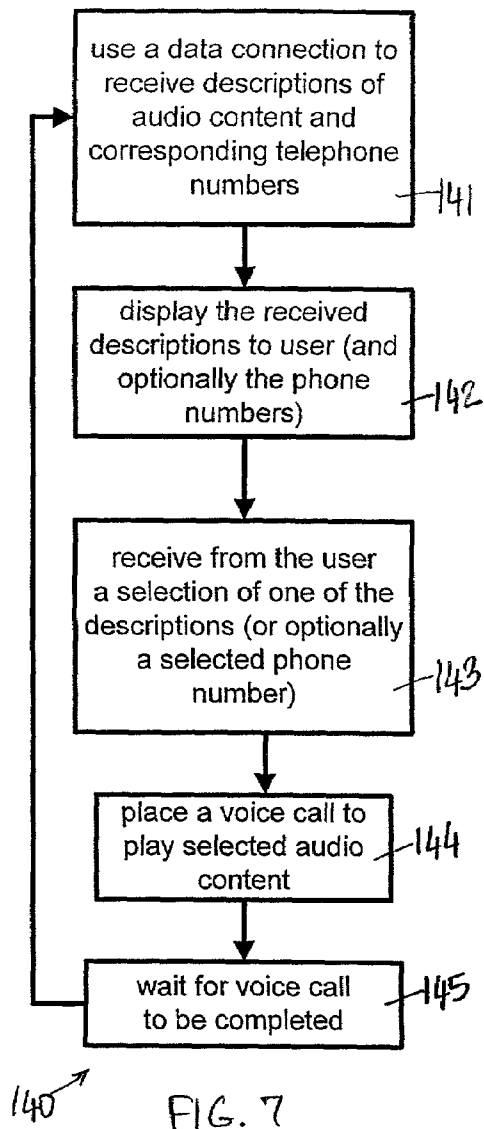 use a data connection to
receive descriptions of
audio content and
corresponding telephone
numbers
141
display the received
descriptions to user (and
optionally the phone
numbers)
142
receive from the user
a selection of one of the
descriptions (or optionally
a selected phone
number)
143
place a voice call to
play selected audio
content
144
wait for voice call
to be completed
145
140
FIG. 7